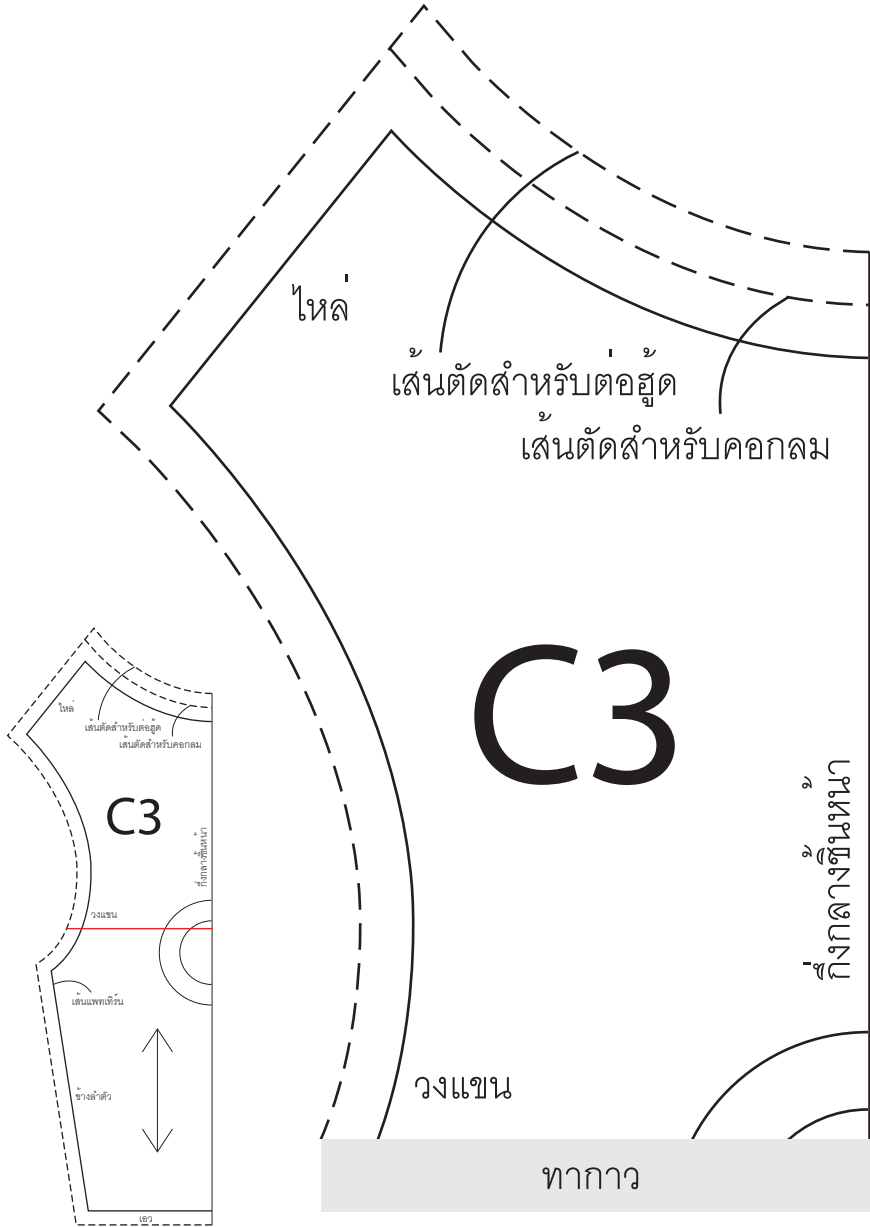 ไหล่
เส้นตัดสำหรับต่อฮู้ด
เส้นตัดสำหรับคอกลม
C3
กึ่งกลางชิ้นหน้า
วงแขน
ทากาว
ไหล่
เส้นตัดสำหรับต่อฮู้ด
เส้นตัดสำหรับคอกลม
C3
กึ่งกลางชิ้นหน้า
วงแขน
เส้นแพทเทิร์น
ข้างลำตัว
เอว